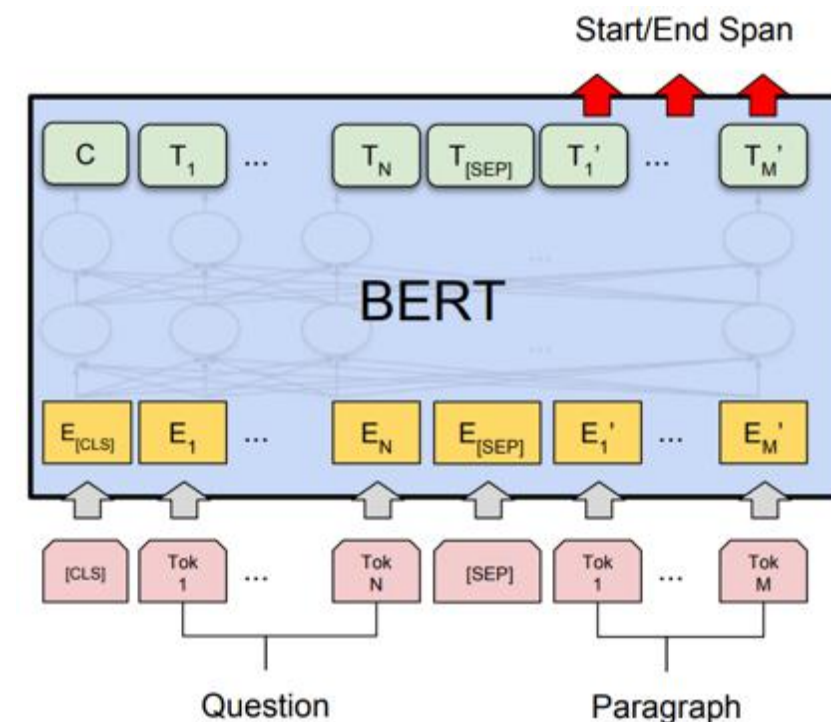 Start/End Span
C T1 ... TN T[SEP] T1' ... TM'
...
BERT
...
E[CLS] E1 ... EN E[SEP] E1' ... EM'
[CLS] Tok 1 ... Tok N [SEP] Tok 1 ... Tok M
Question Paragraph